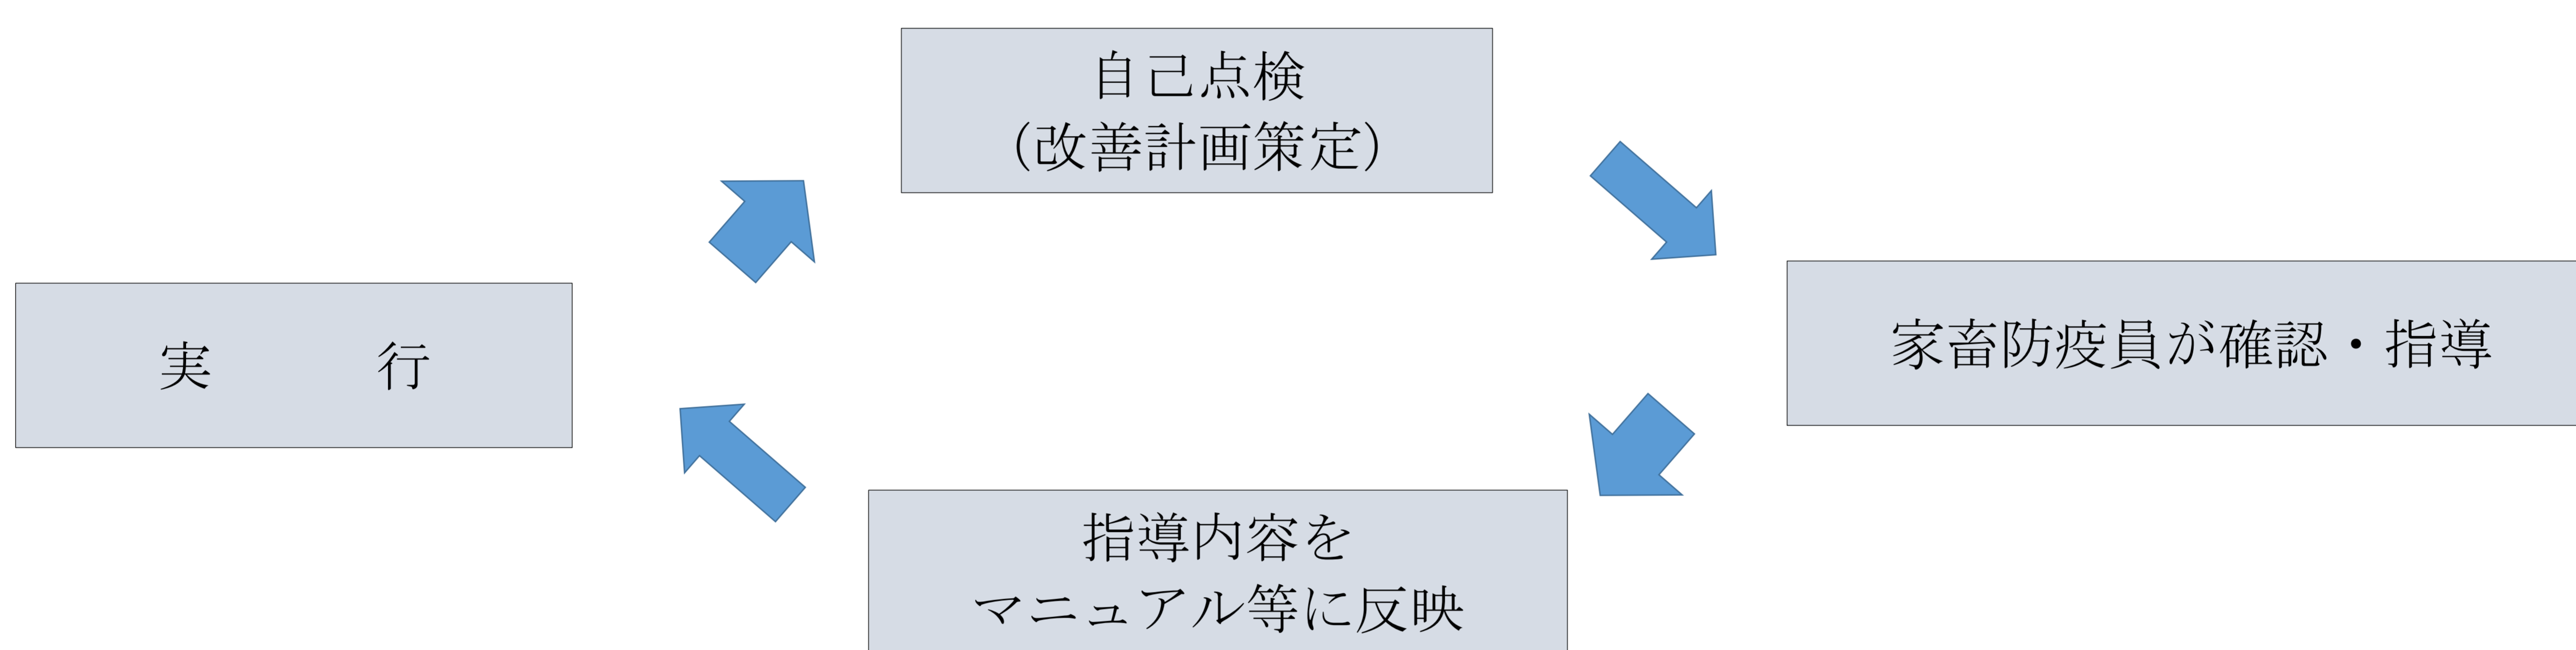 自己点検
（改善計画策定）
家畜防疫員が確認・指導
指導内容を
マニュアル等に反映
実　　　行